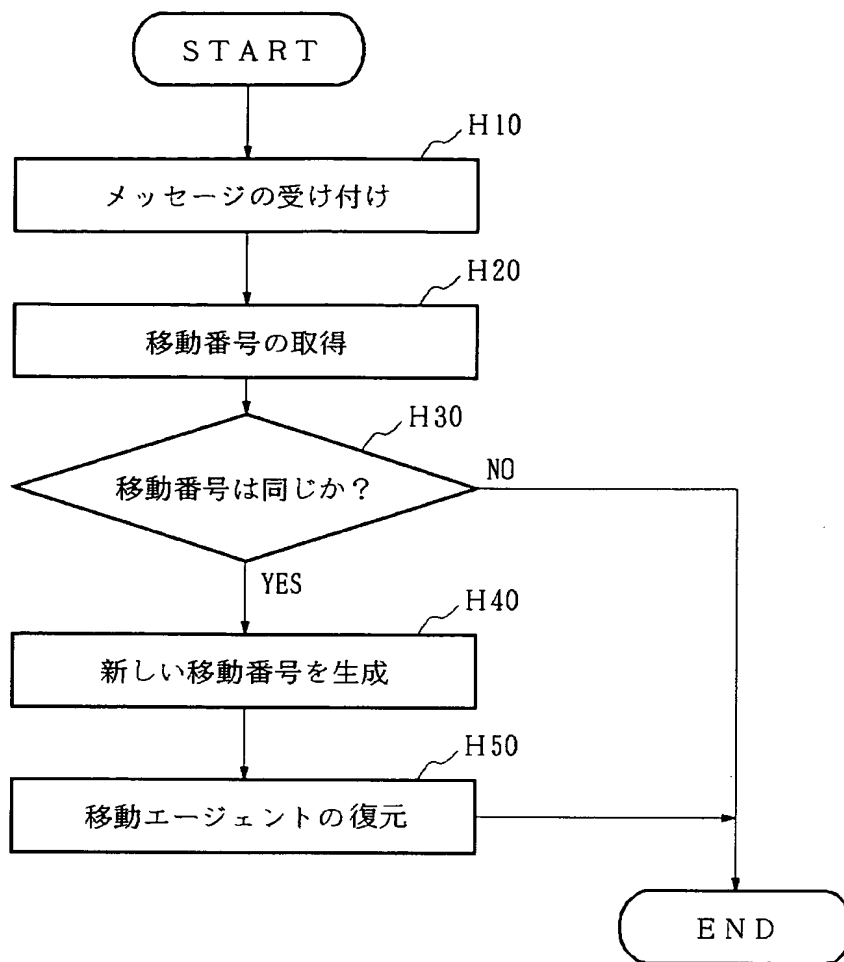 START
H10
メッセージの受け付け
H20
移動番号の取得
H30
移動番号は同じか？
NO
YES
H40
新しい移動番号を生成
H50
移動エージェントの復元
END